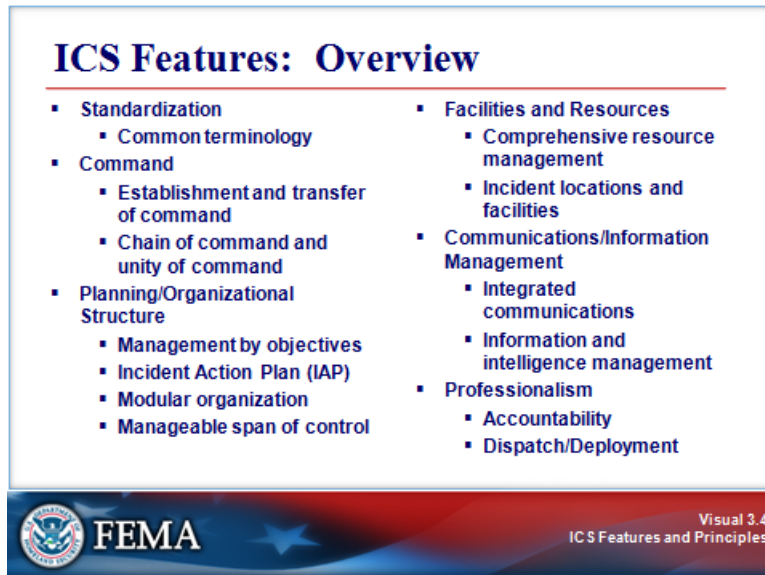 ICS Features: Overview
▪ Standardization
▪ Common terminology
▪ Command
▪ Establishment and transfer
of command
▪ Chain of command and
unity of command
▪ Planning/Organizational
Structure
▪ Management by objectives
▪ Incident Action Plan (IAP)
▪ Modular organization
▪ Manageable span of control
▪ Facilities and Resources
▪ Comprehensive resource
management
▪ Incident locations and
facilities
▪ Communications/Information
Management
▪ Integrated
communications
▪ Information and
intelligence management
▪ Professionalism
▪ Accountability
▪ Dispatch/Deployment
FEMA
Visual 3.4
ICS Features and Principles